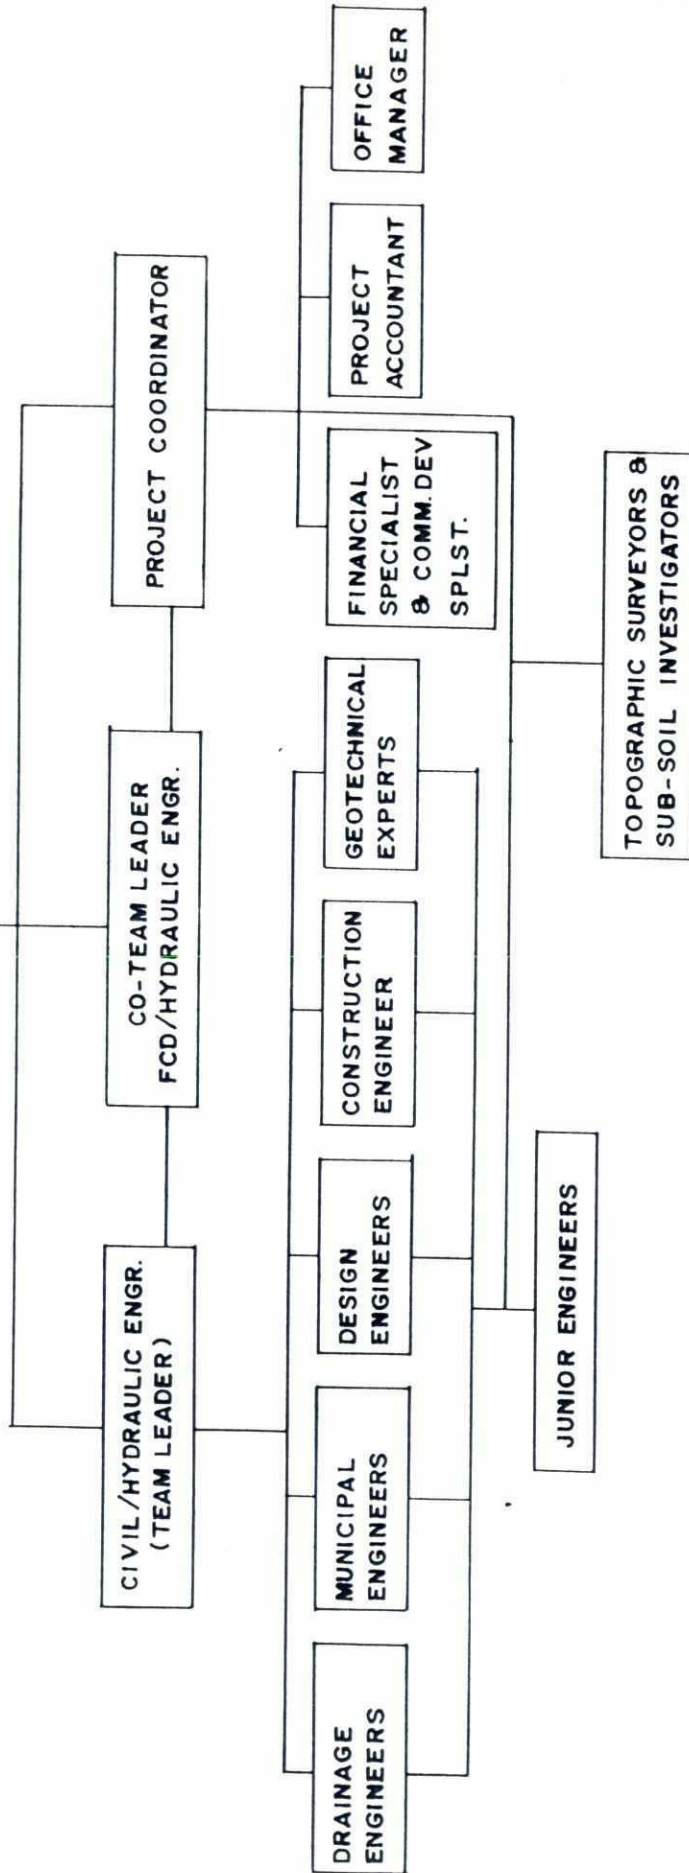 CIVIL/HYDRAULIC ENGR.
(TEAM LEADER)
CO-TEAM LEADER
FCD/HYDRAULIC ENGR.
PROJECT COORDINATOR
DRAINAGE
ENGINEERS
MUNICIPAL
ENGINEERS
DESIGN
ENGINEERS
CONSTRUCTION
ENGINEER
GEOTECHNICAL
EXPERTS
FINANCIAL
SPECIALIST
& COMM.DEV
SPLST.
PROJECT
ACCOUNTANT
OFFICE
MANAGER
JUNIOR ENGINEERS
TOPOGRAPHIC SURVEYORS &
SUB-SOIL INVESTIGATORS